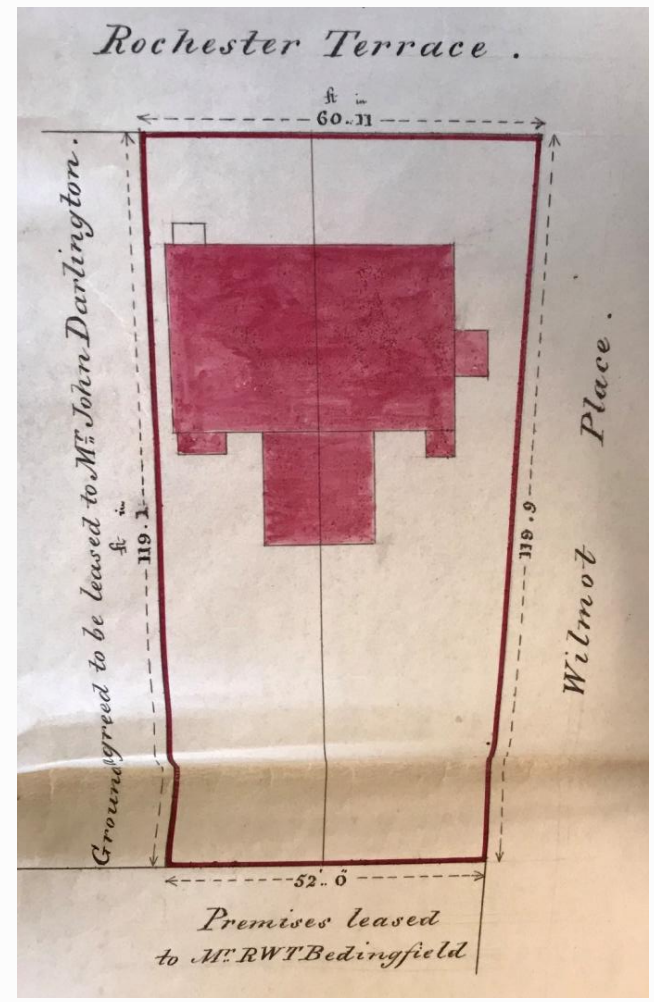 Rochester Terrace.
ft in
60..11
Ground agreed to be leased to Mr. John Darlington.
ft in
119.1
119.9
Wilmot Place.
52'..0"
Premises leased
to Mr. RWT Bedingfield